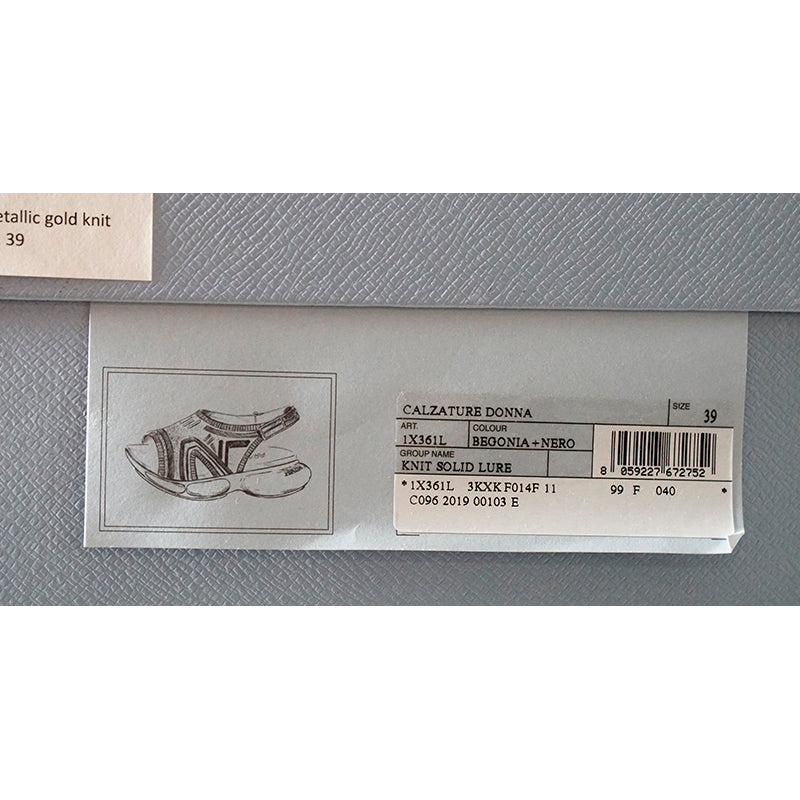 etallic gold knit
39
CALZATURE DONNA
SIZE 39
ART. COLOUR
1X361L BEGONIA+NERO
GROUP NAME
KNIT SOLID LURE
8 059227 672752
*1X361L 3KXK F014F 11 99 F 040 *
C096 2019 00103 E